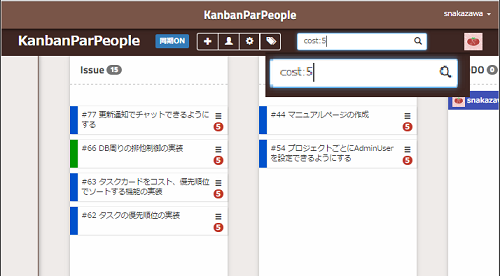 KanbanParPeople
snakazawa
KanbanParPeople
同期ON
cost:5
cost:5
Issue 15
DO 0
#77 更新通知でチャットできるように
する
5
#66 DB周りの排他制御の実装
5
#63 タスクカードをコスト、優先順位
でソートする機能の実装
5
#62 タスクの優先順位の実装
5
#44 マニュアルページの作成
5
#54 プロジェクトごとにAdminUser
を設定できるようにする
5
snakazaw